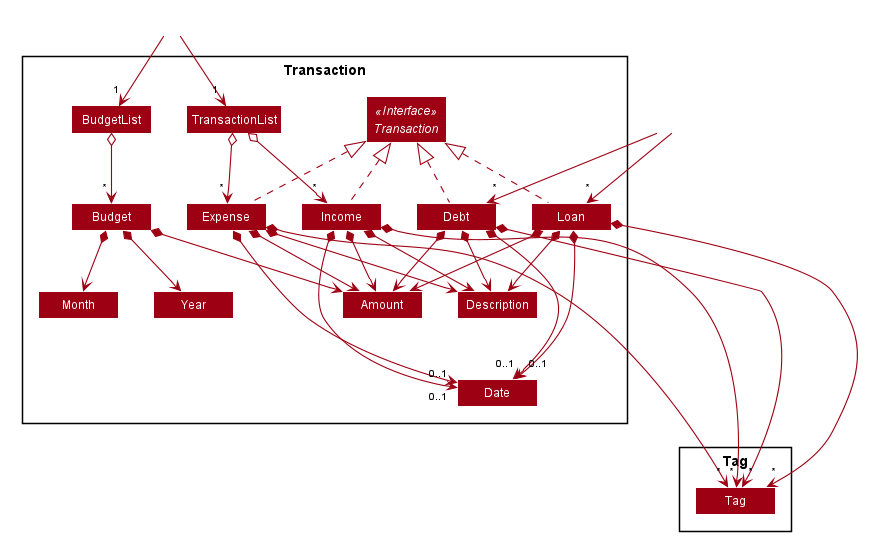 Transaction
1
1
BudgetList
TransactionList
«Interface»
Transaction
*
*
*
*
*
Budget
Expense
Income
Debt
Loan
Month
Year
Amount
Description
0..1
0..1
0..1
0..1
Date
Tag
*
*
*
*
Tag